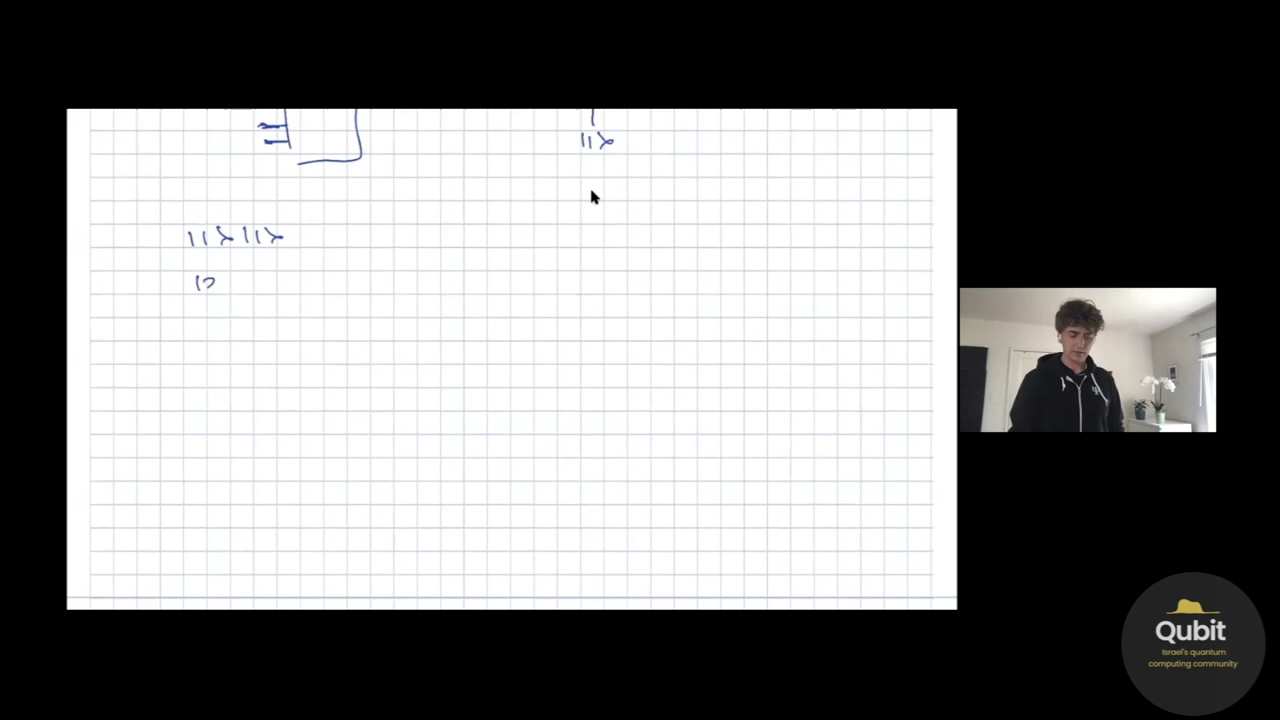 |1⟩
|1⟩|1⟩
|0
Qubit
Israel's quantum
computing community